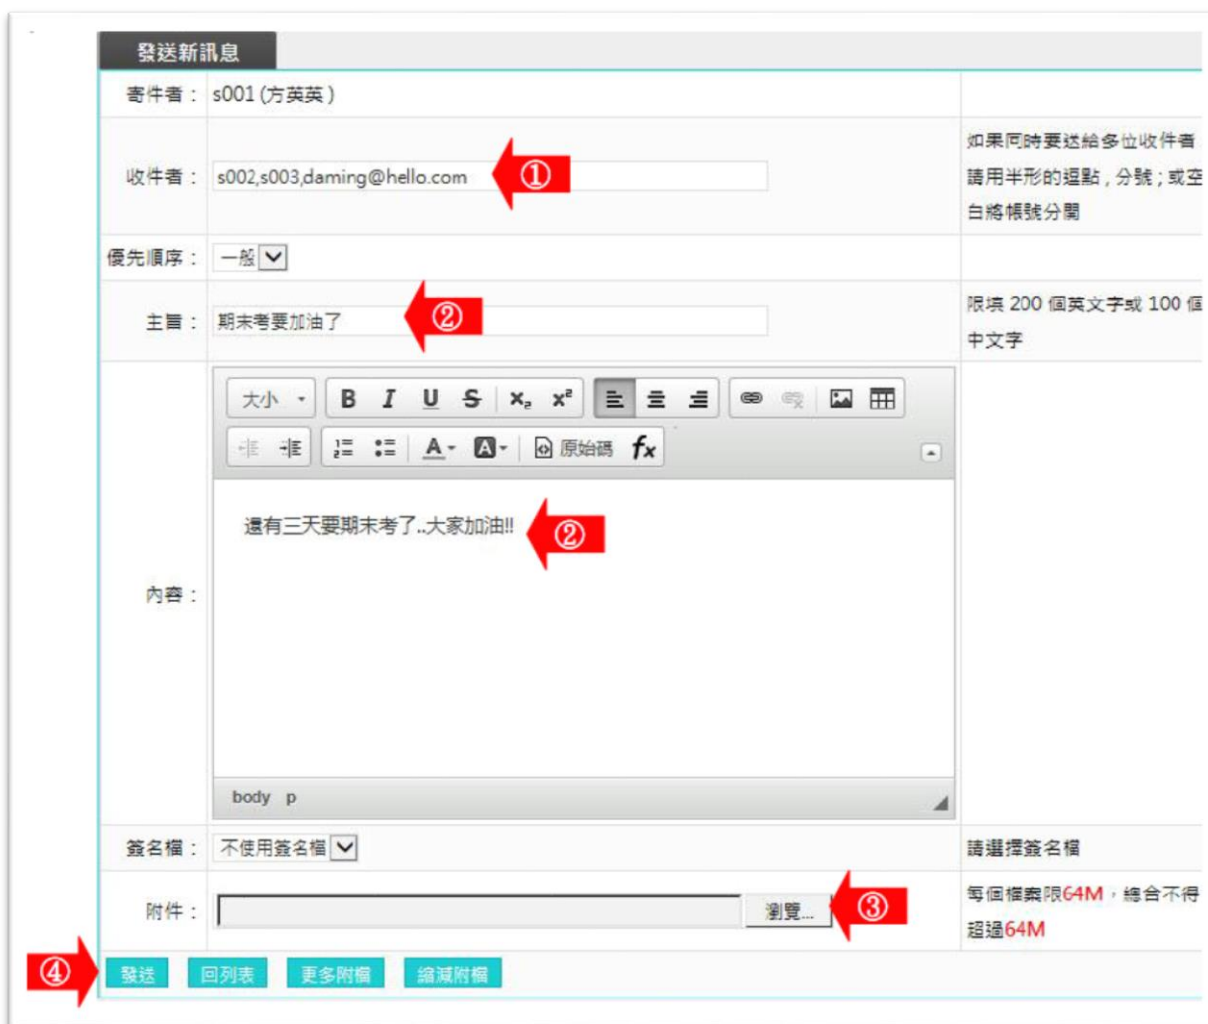 發送新訊息
寄件者： s001 (方英英 )
收件者： s002,s003,daming@hello.com ①
如果同時要送給多位收件者
請用半形的逗點 , 分號 ; 或空
白將帳號分開
優先順序： 一般
主旨： 期末考要加油了 ②
限填 200 個英文字或 100 個
中文字
大小 B I U S x₂ x²
A A 原始碼 fx
還有三天要期末考了..大家加油!! ②
內容：
body p
簽名檔： 不使用簽名檔
請選擇簽名檔
附件： 瀏覽... ③
每個檔案限64M，總合不得
超過64M
④ 發送 回列表 更多附檔 縮減附檔